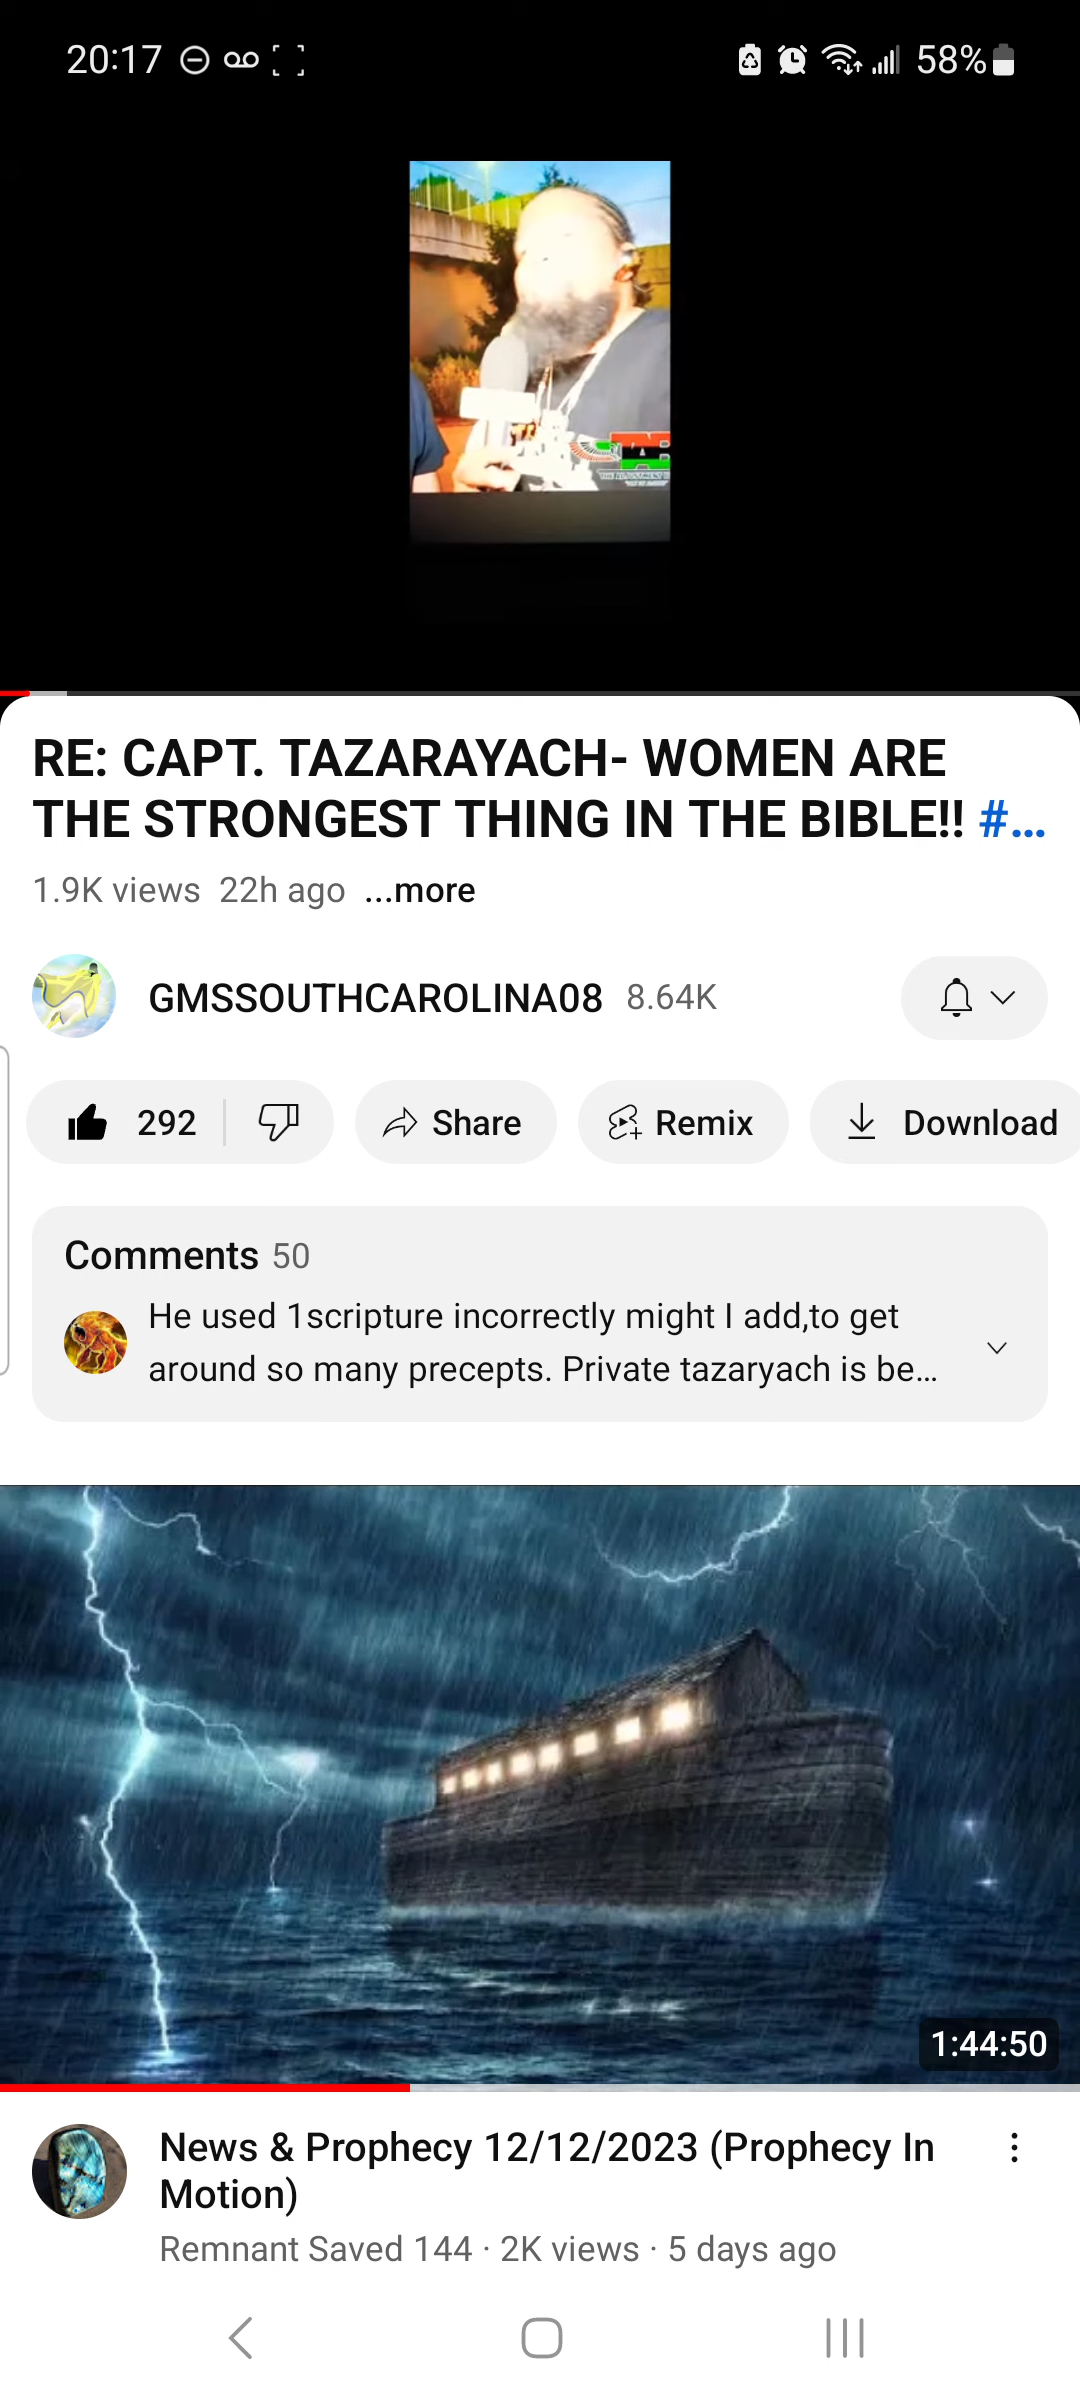 20:17
58%
RE: CAPT. TAZARAYACH- WOMEN ARE
THE STRONGEST THING IN THE BIBLE!! #...
1.9K views 22h ago ...more
GMSSOUTHCAROLINA08 8.64K
292 Share Remix Download
Comments 50
He used 1scripture incorrectly might I add,to get
around so many precepts. Private tazaryach is be...
1:44:50
News & Prophecy 12/12/2023 (Prophecy In
Motion)
Remnant Saved 144 · 2K views · 5 days ago